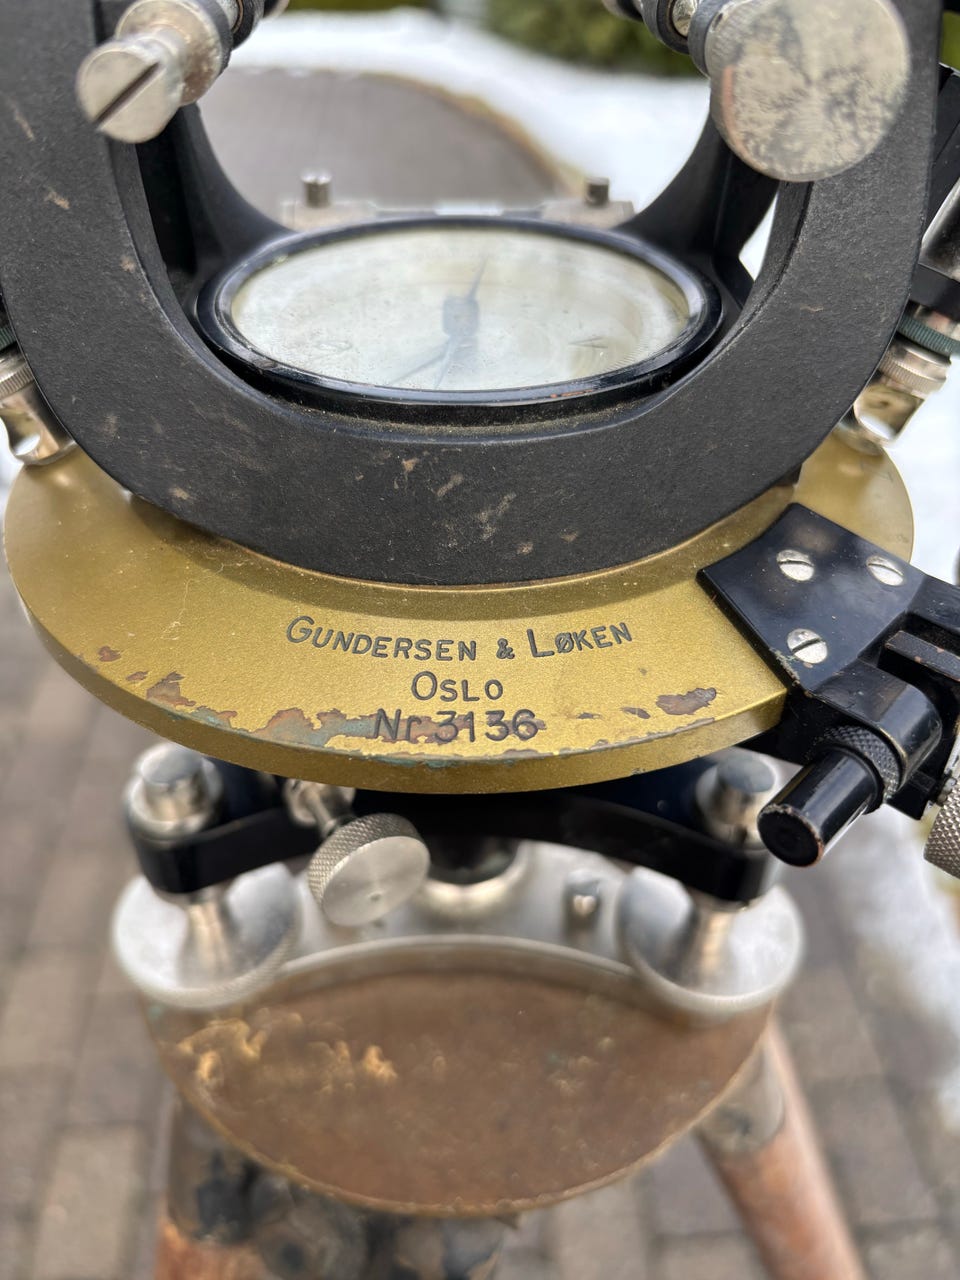 GUNDERSEN & LØKEN
OSLO
Nr. 3136